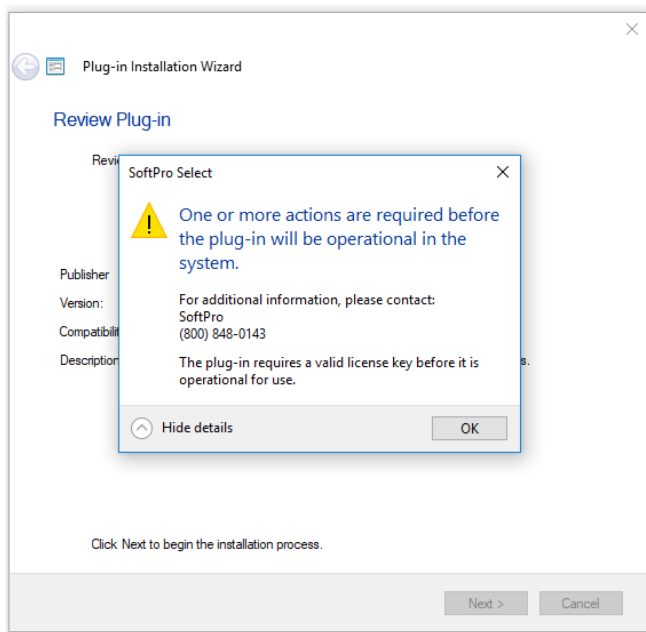 Plug-in Installation Wizard
Review Plug-in
SoftPro Select
One or more actions are required before
the plug-in will be operational in the
system.
Publisher
Version:
For additional information, please contact:
SoftPro
(800) 848-0143
Description
The plug-in requires a valid license key before it is
operational for use.
Hide details
OK
Click Next to begin the installation process.
Next >
Cancel